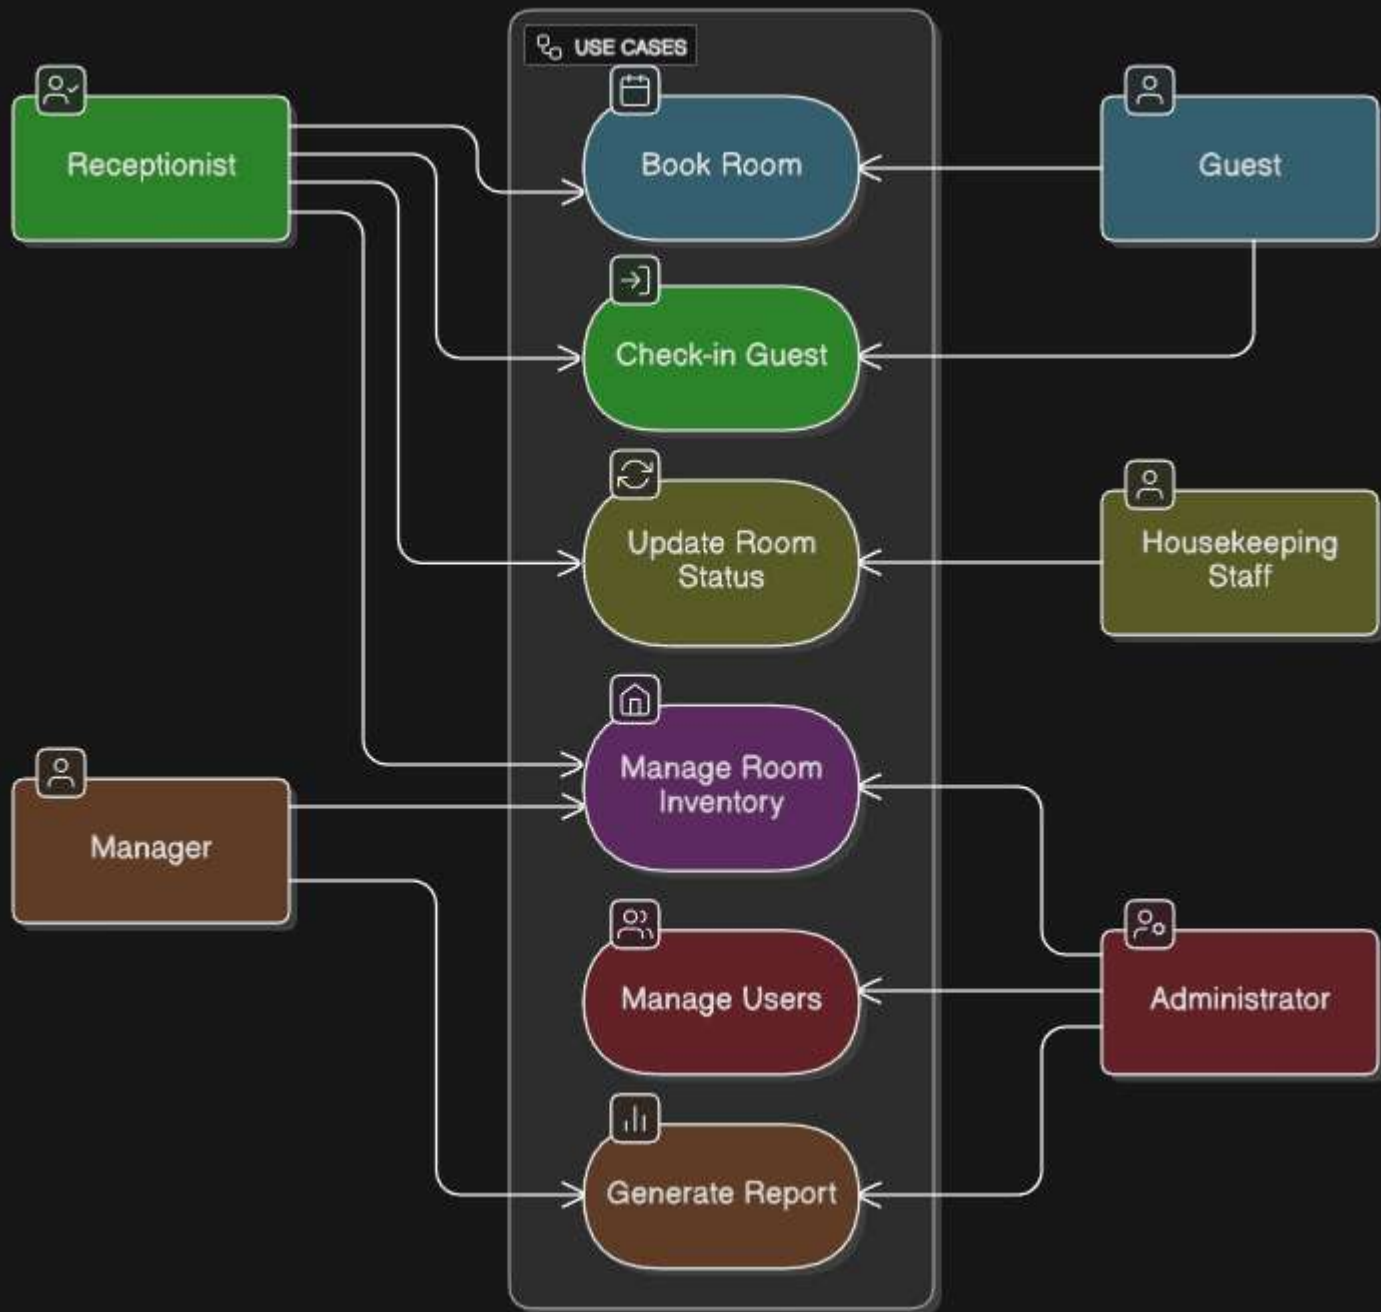 USE CASES
Receptionist
Book Room
Guest
Check-in Guest
Update Room
Status
Housekeeping
Staff
Manage Room
Inventory
Manager
Manage Users
Administrator
Generate Report